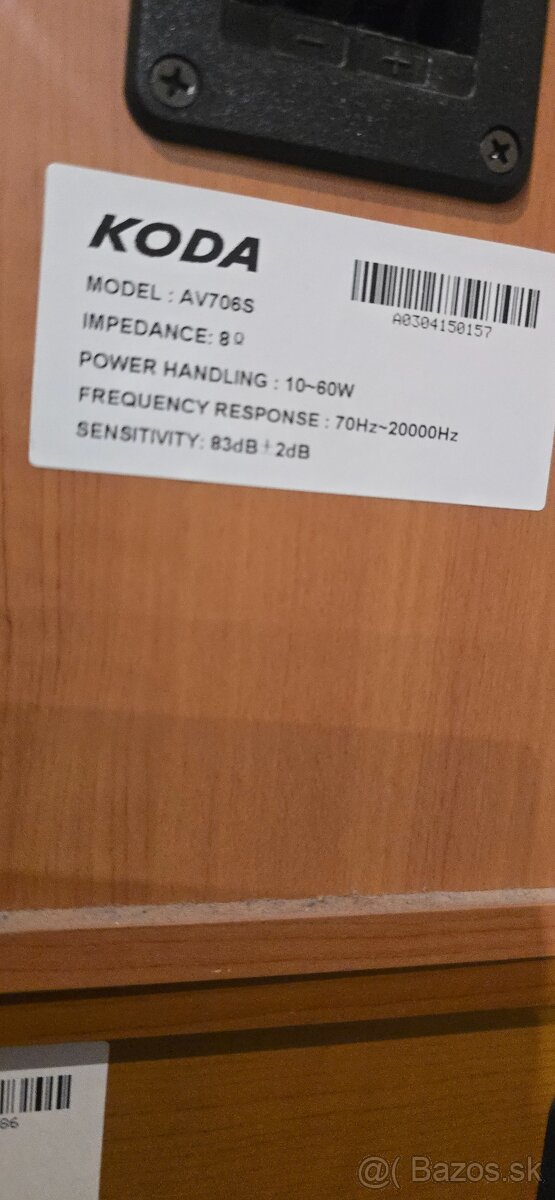 - +
KODA
A0304150157
MODEL : AV706S
IMPEDANCE: 8Ω
POWER HANDLING : 10~60W
FREQUENCY RESPONSE : 70Hz~20000Hz
SENSITIVITY: 83dB±2dB
86
@( Bazos.sk